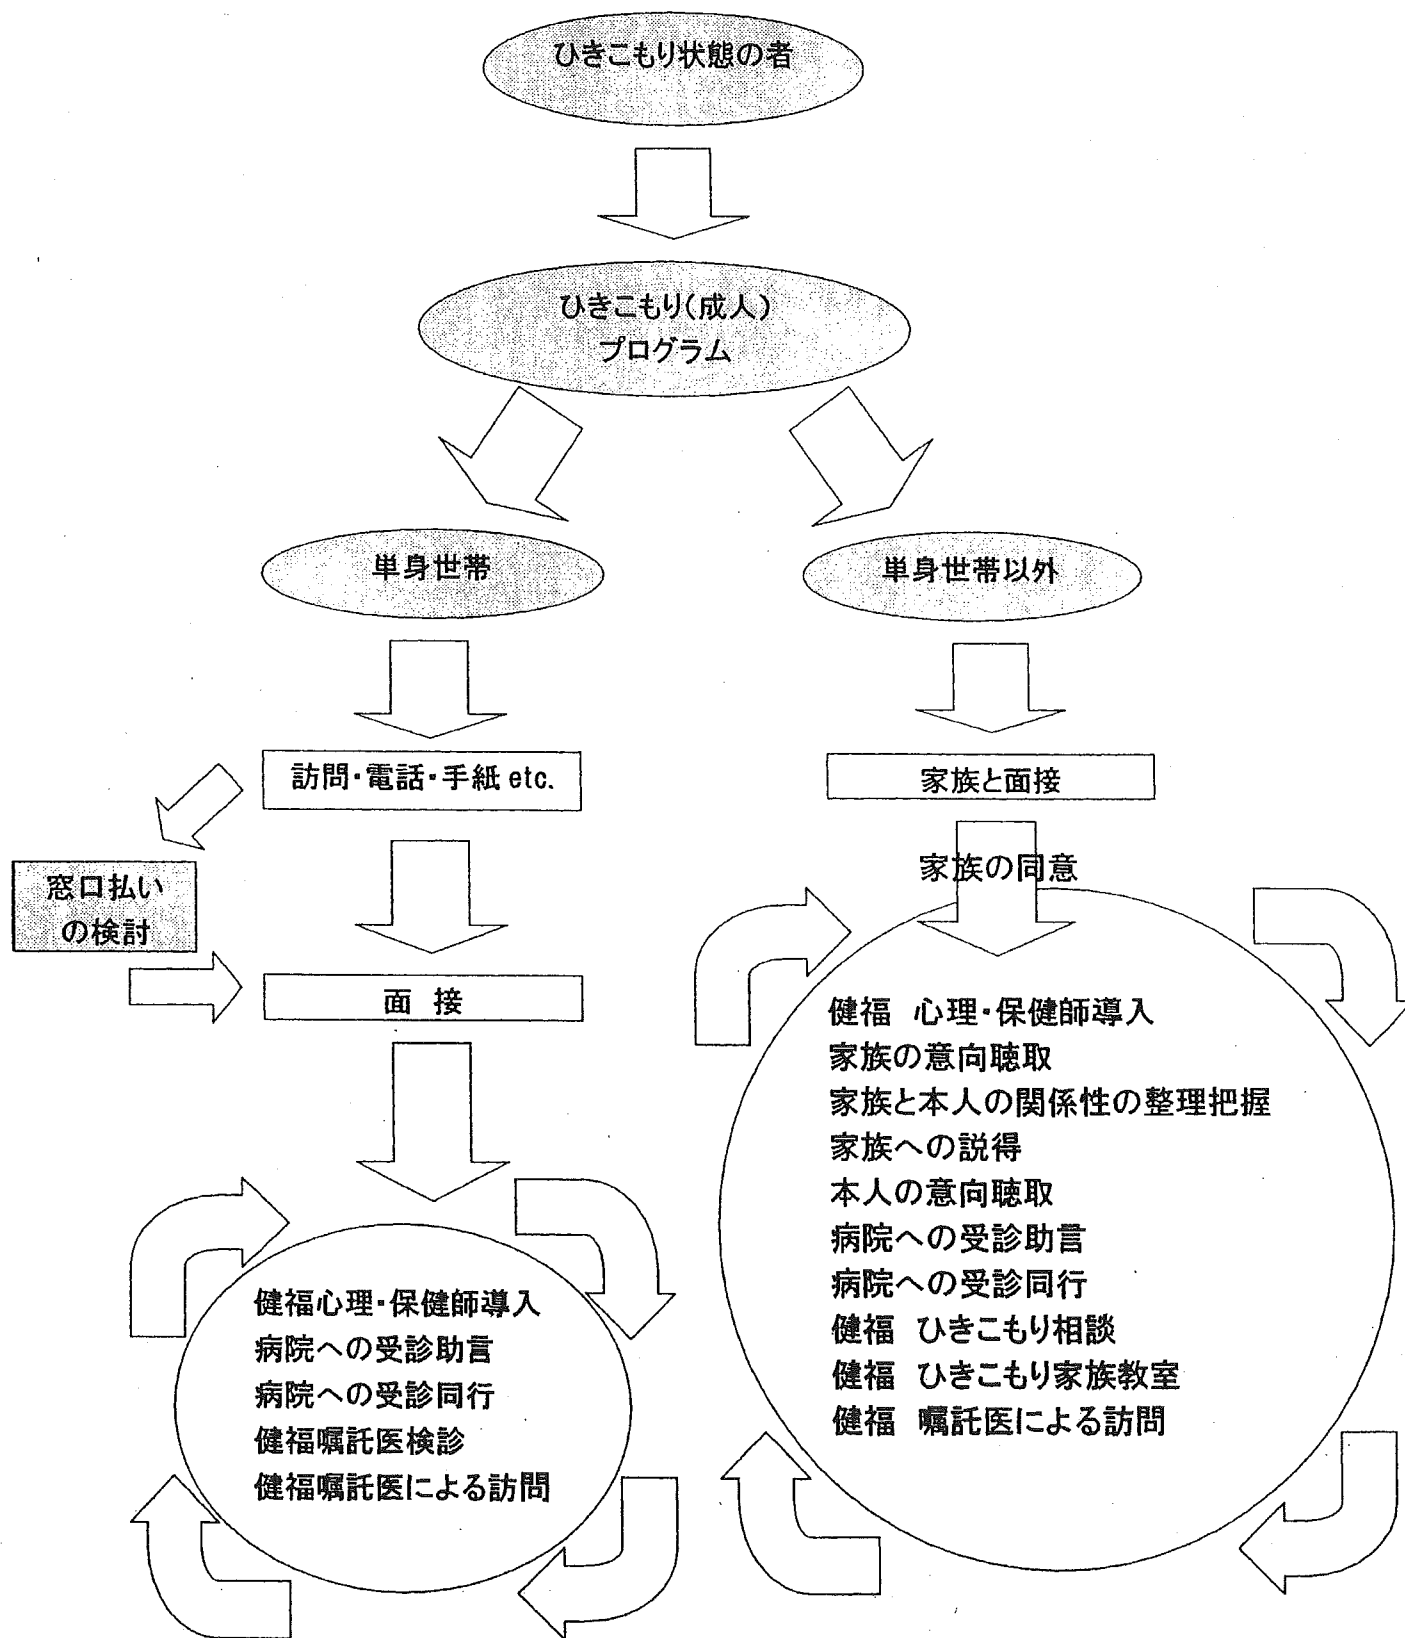 ひきこもり状態の者
ひきこもり(成人)
プログラム
単身世帯
単身世帯以外
訪問・電話・手紙 etc.
家族と面接
窓口払い
の検討
家族の同意
面 接
健福心理・保健師導入
病院への受診助言
病院への受診同行
健福嘱託医検診
健福嘱託医による訪問
健福 心理・保健師導入
家族の意向聴取
家族と本人の関係性の整理把握
家族への説得
本人の意向聴取
病院への受診助言
病院への受診同行
健福 ひきこもり相談
健福 ひきこもり家族教室
健福 嘱託医による訪問